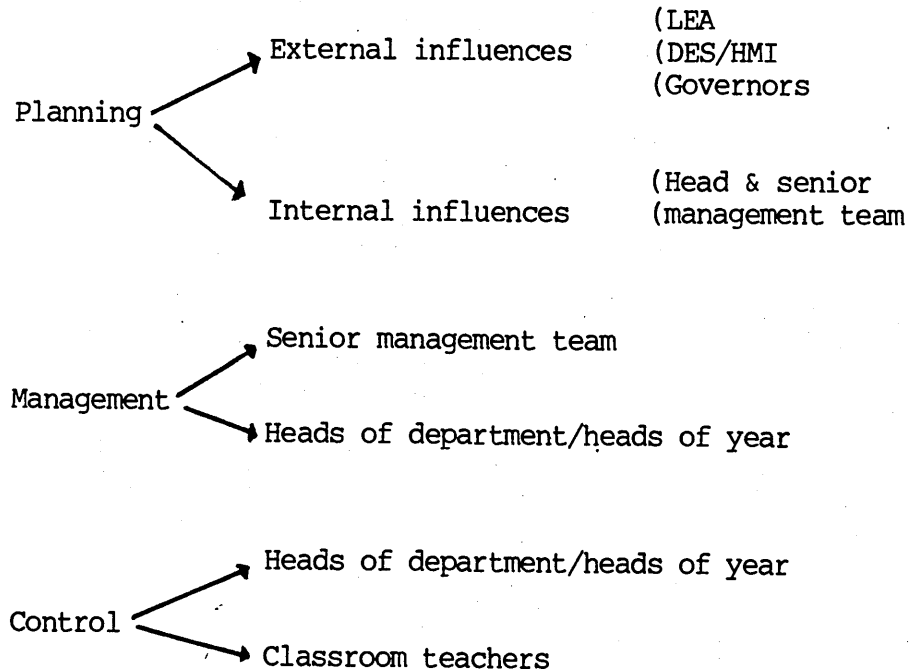 (LEA
External influences (DES/HMI
(Governors
Planning
(Head & senior
Internal influences (management team
Senior management team
Management
Heads of department/heads of year
Heads of department/heads of year
Control
Classroom teachers